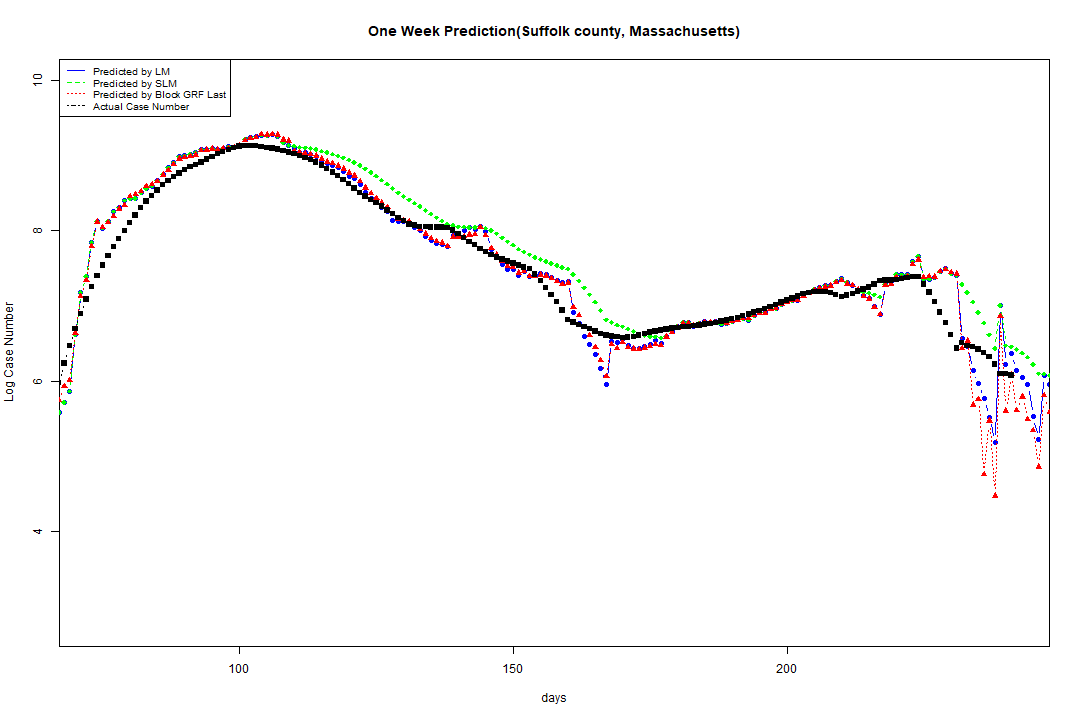 One Week Prediction(Suffolk county, Massachusetts)
Predicted by LM
Predicted by SLM
Predicted by Block GRF Last
Actual Case Number
10
8
6
4
Log Case Number
100
150
200
days